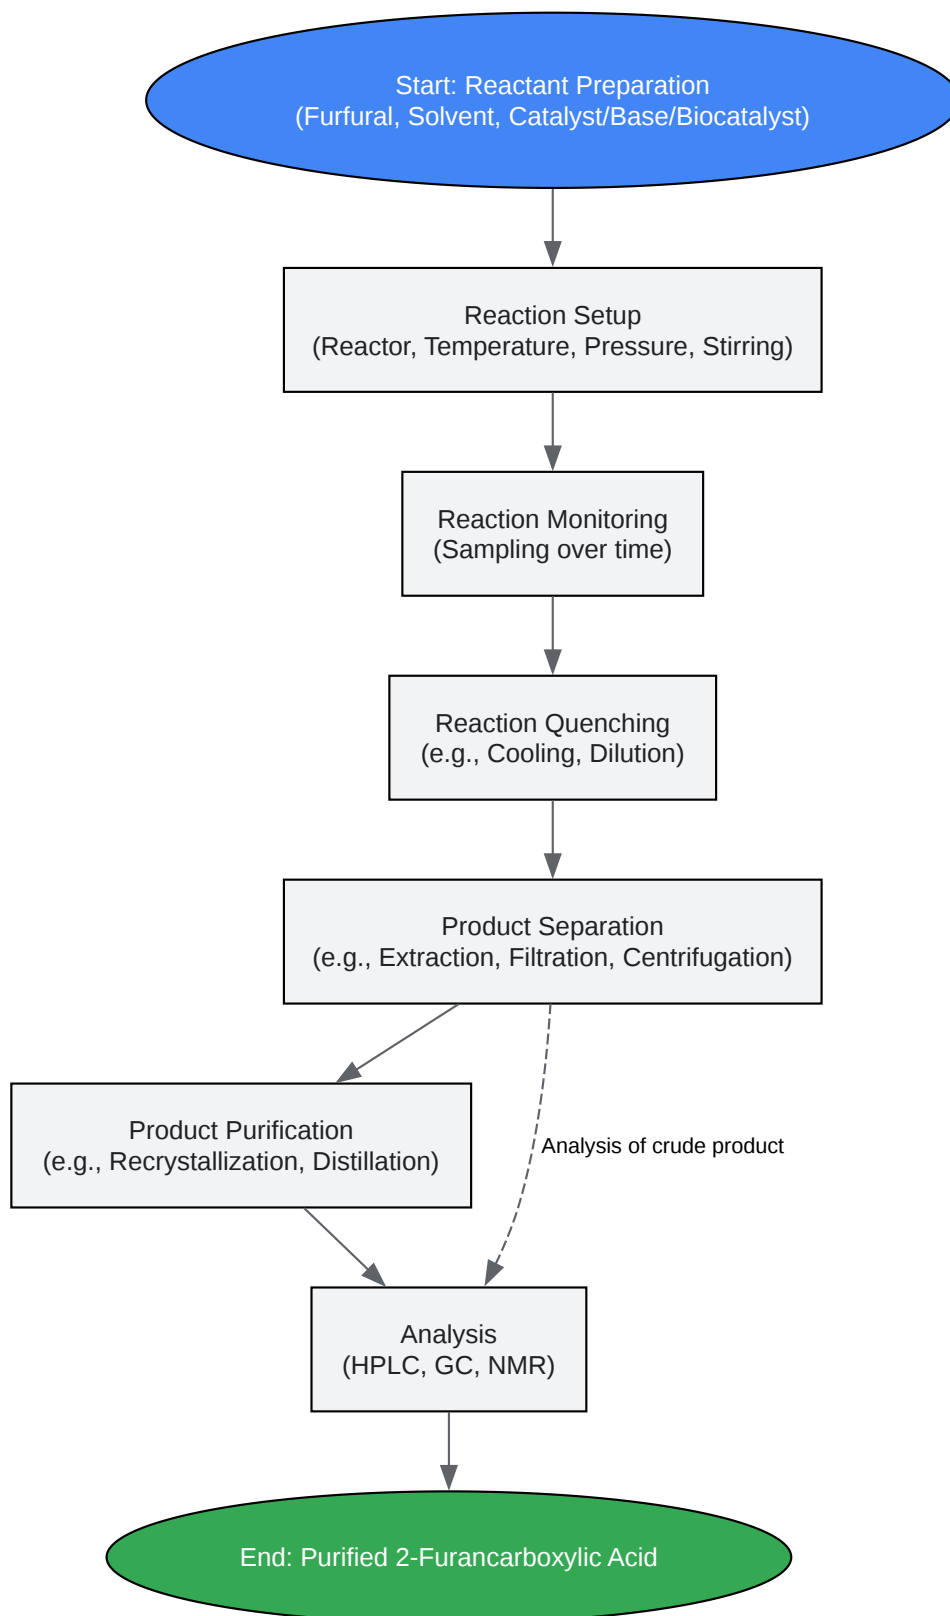 Start: Reactant Preparation
(Furfural, Solvent, Catalyst/Base/Biocatalyst)
Reaction Setup
(Reactor, Temperature, Pressure, Stirring)
Reaction Monitoring
(Sampling over time)
Reaction Quenching
(e.g., Cooling, Dilution)
Product Separation
(e.g., Extraction, Filtration, Centrifugation)
Product Purification
(e.g., Recrystallization, Distillation)
Analysis of crude product
Analysis
(HPLC, GC, NMR)
End: Purified 2-Furancarboxylic Acid